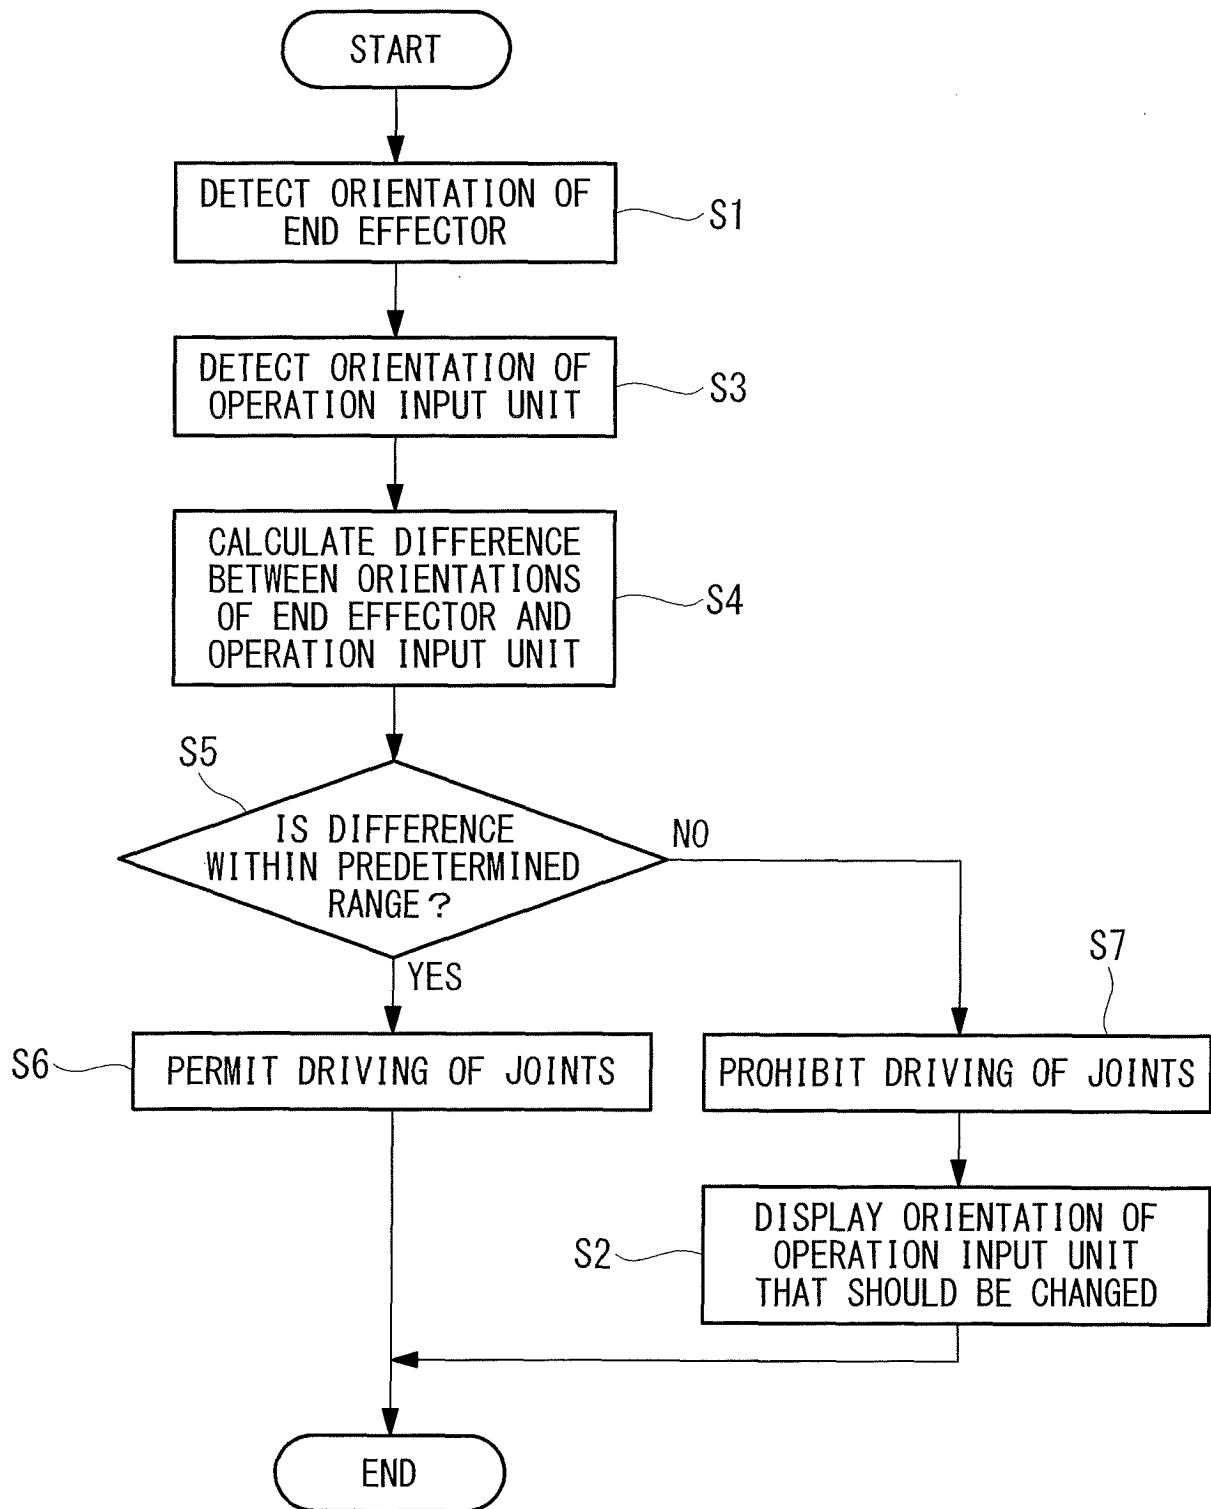 START
DETECT ORIENTATION OF
END EFFECTOR
S1
DETECT ORIENTATION OF
OPERATION INPUT UNIT
S3
CALCULATE DIFFERENCE
BETWEEN ORIENTATIONS
OF END EFFECTOR AND
OPERATION INPUT UNIT
S4
S5
IS DIFFERENCE
WITHIN PREDETERMINED
RANGE?
NO
YES
S7
S6
PERMIT DRIVING OF JOINTS
PROHIBIT DRIVING OF JOINTS
S2
DISPLAY ORIENTATION OF
OPERATION INPUT UNIT
THAT SHOULD BE CHANGED
END